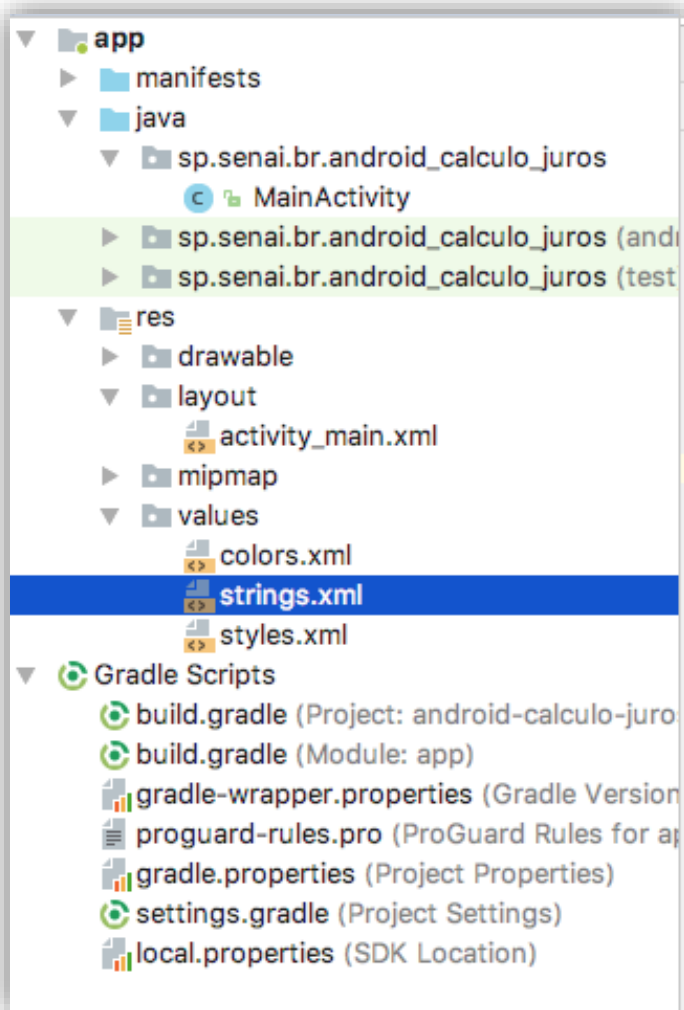 app
manifests
java
sp.senai.br.android_calculo_juros
C MainActivity
sp.senai.br.android_calculo_juros (andr
sp.senai.br.android_calculo_juros (test
res
drawable
layout
activity_main.xml
mipmap
values
colors.xml
strings.xml
styles.xml
Gradle Scripts
build.gradle (Project: android-calculo-juro
build.gradle (Module: app)
gradle-wrapper.properties (Gradle Version
proguard-rules.pro (ProGuard Rules for ap
gradle.properties (Project Properties)
settings.gradle (Project Settings)
local.properties (SDK Location)